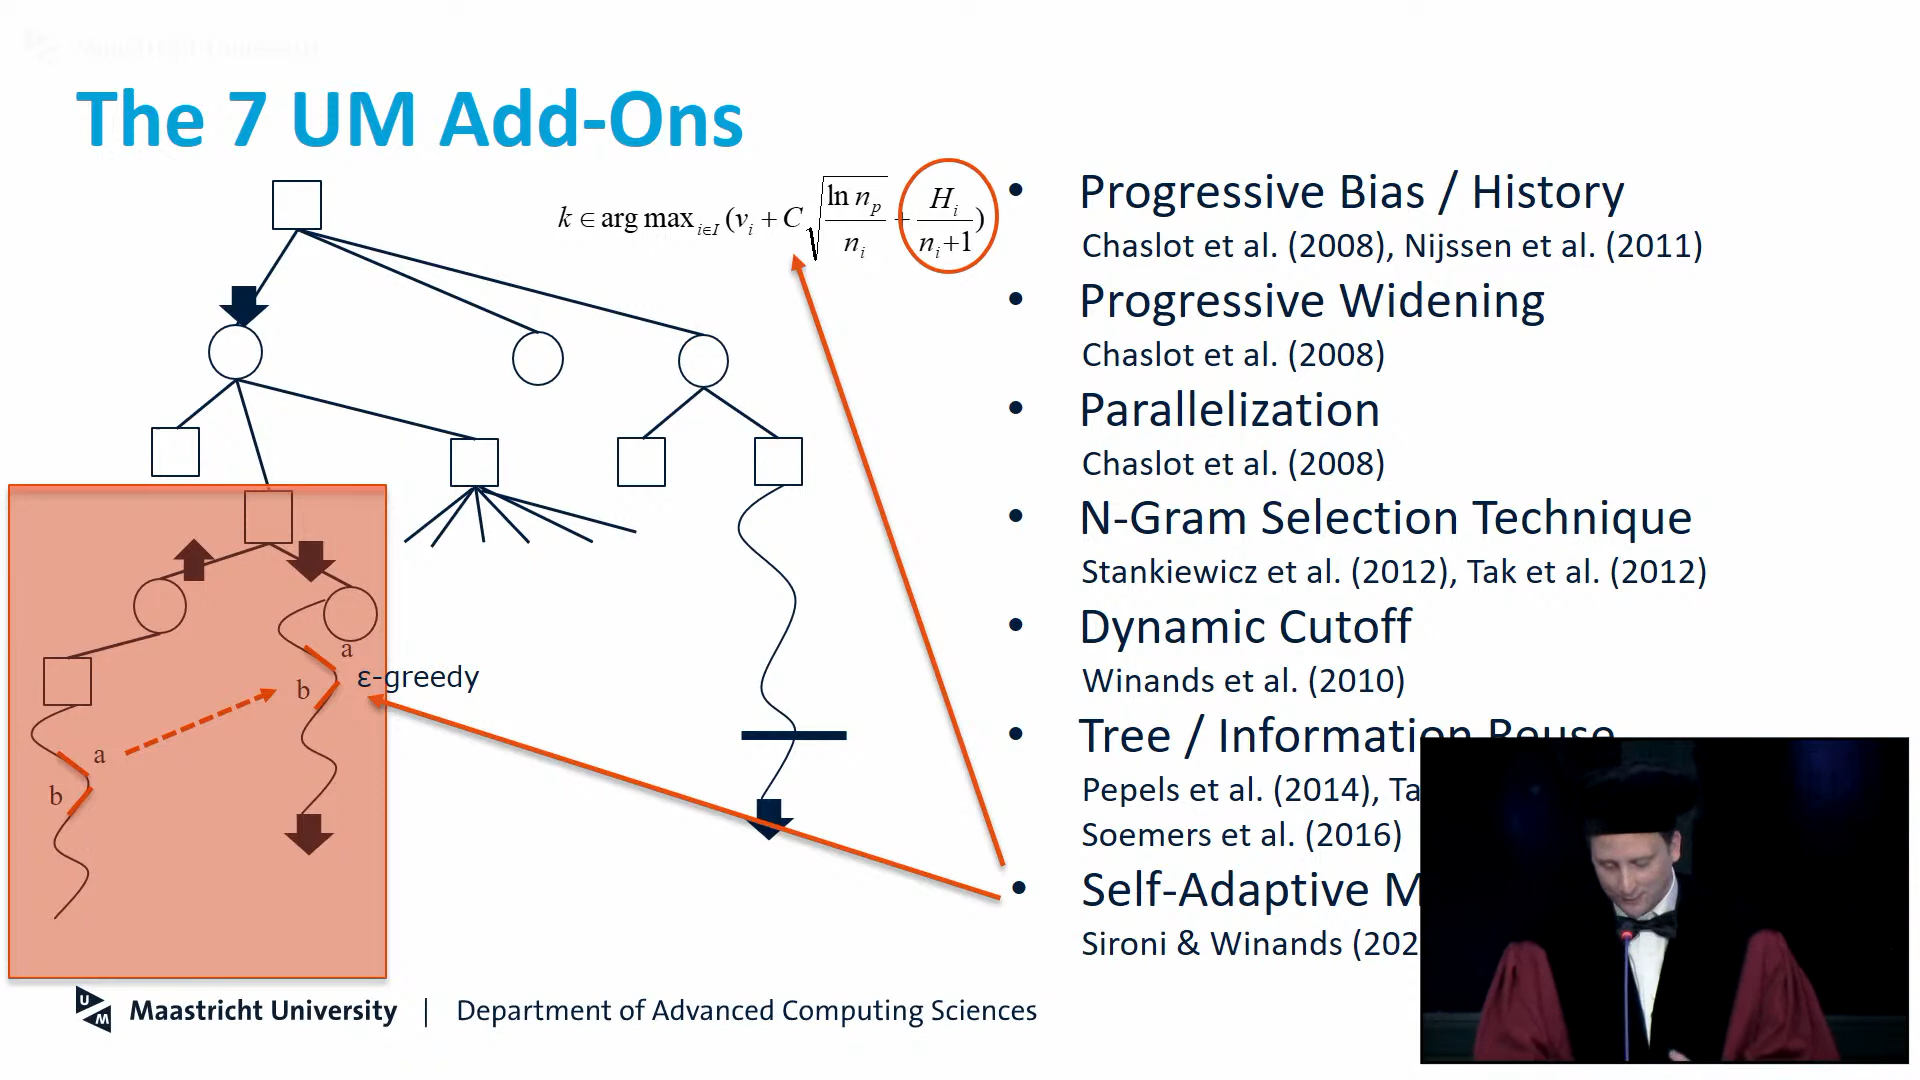 The 7 UM Add-Ons
k ∈ arg max i∈I (v_i + C √(ln n_p / n_i) + H_i / (n_i+1))
• Progressive Bias / History
Chaslot et al. (2008), Nijssen et al. (2011)
• Progressive Widening
Chaslot et al. (2008)
• Parallelization
Chaslot et al. (2008)
• N-Gram Selection Technique
Stankiewicz et al. (2012), Tak et al. (2012)
• Dynamic Cutoff
Winands et al. (2010)
• Tree / Information Reuse
Pepels et al. (2014),
Soemers et al. (2016)
• Self-Adaptive
Sironi & Winands
a
b
ε-greedy
a
b
UM
Maastricht University | Department of Advanced Computing Sciences